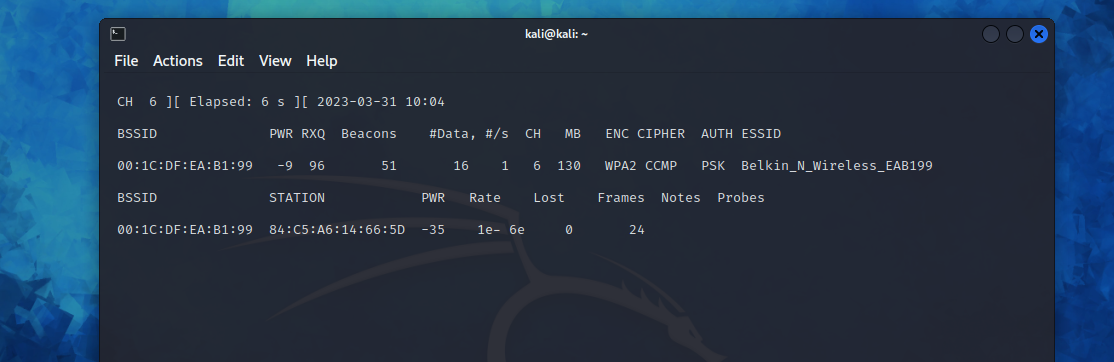 kali@kali: ~
File Actions Edit View Help
CH  6 ][ Elapsed: 6 s ][ 2023-03-31 10:04
BSSID              PWR RXQ  Beacons    #Data, #/s  CH   MB   ENC CIPHER  AUTH ESSID
00:1C:DF:EA:B1:99   -9  96       51       16    1   6  130   WPA2 CCMP   PSK  Belkin_N_Wireless_EAB199
BSSID              STATION            PWR   Rate    Lost    Frames  Notes  Probes
00:1C:DF:EA:B1:99  84:C5:A6:14:66:5D  -35    1e- 6e     0       24